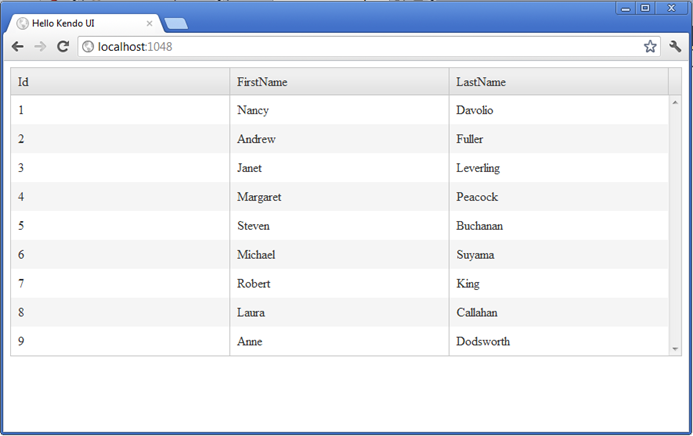 Hello Kendo UI
localhost:1048
Id FirstName LastName
1 Nancy Davolio
2 Andrew Fuller
3 Janet Leverling
4 Margaret Peacock
5 Steven Buchanan
6 Michael Suyama
7 Robert King
8 Laura Callahan
9 Anne Dodsworth